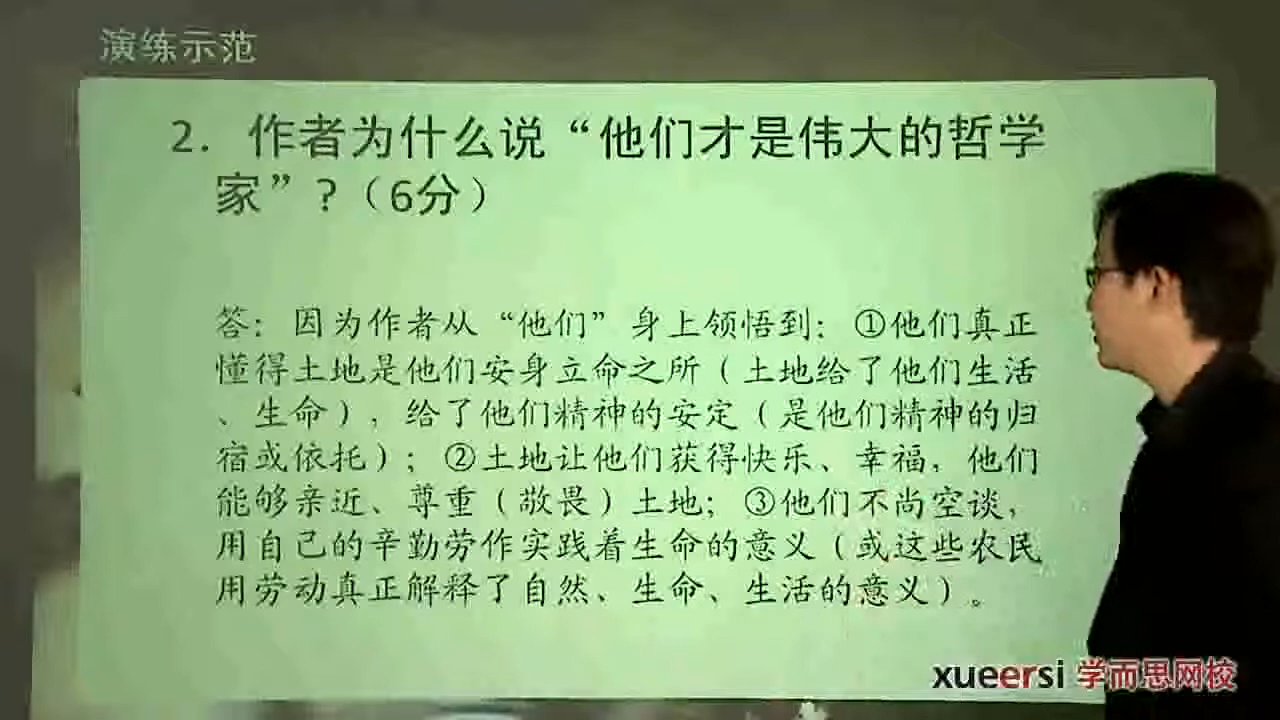 演练示范
2. 作者为什么说“他们才是伟大的哲学
家”?（6分）
答：因为作者从“他们”身上领悟到：①他们真正
懂得土地是他们安身立命之所（土地给了他们生活
、生命），给了他们精神的安定（是他们精神的归
宿或依托）；②土地让他们获得快乐、幸福，他们
能够亲近、尊重（敬畏）土地；③他们不尚空谈，
用自己的辛勤劳作实践着生命的意义（或这些农民
用劳动真正解释了自然、生命、生活的意义）。
xueersi 学而思网校